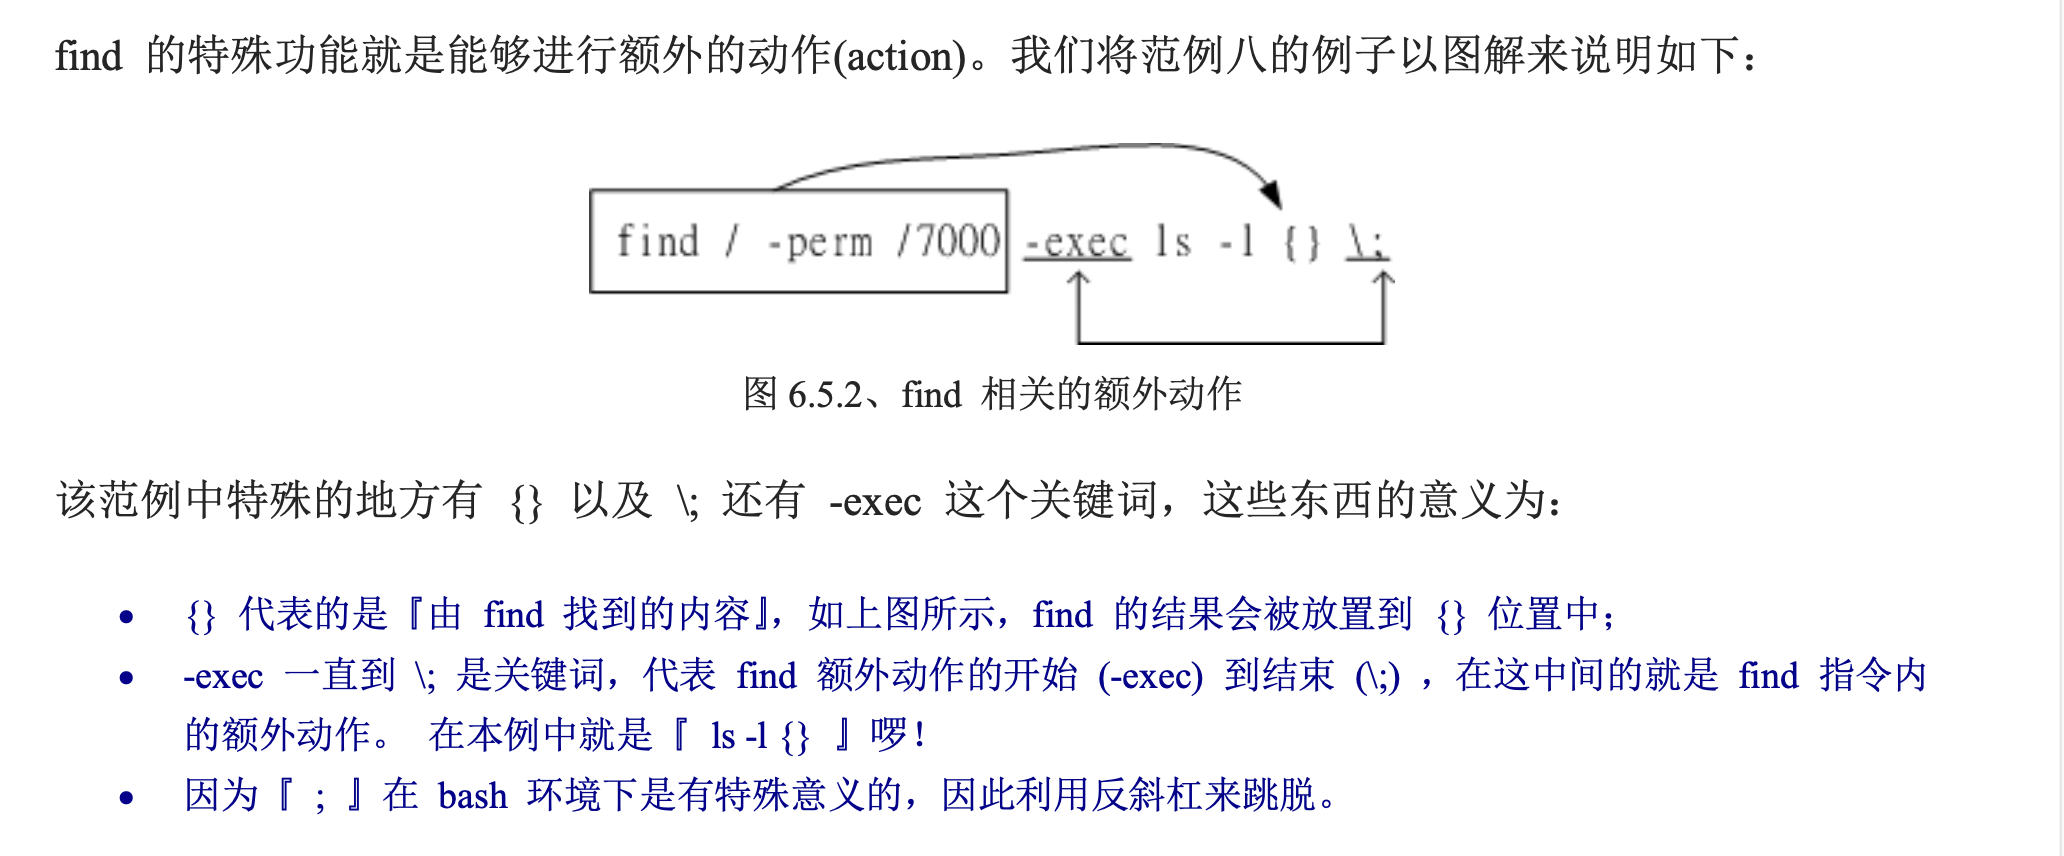 find 的特殊功能就是能够进行额外的动作(action)。我们将范例八的例子以图解来说明如下：
find / -perm /7000 -exec ls -l {} \;
图 6.5.2、find 相关的额外动作
该范例中特殊的地方有 {} 以及 \; 还有 -exec 这个关键词，这些东西的意义为：
• {} 代表的是『由 find 找到的内容』，如上图所示，find 的结果会被放置到 {} 位置中；
• -exec 一直到 \; 是关键词，代表 find 额外动作的开始 (-exec) 到结束 (\;) ，在这中间的就是 find 指令内
的额外动作。 在本例中就是『 ls -l {} 』啰！
• 因为『 ; 』在 bash 环境下是有特殊意义的，因此利用反斜杠来跳脱。